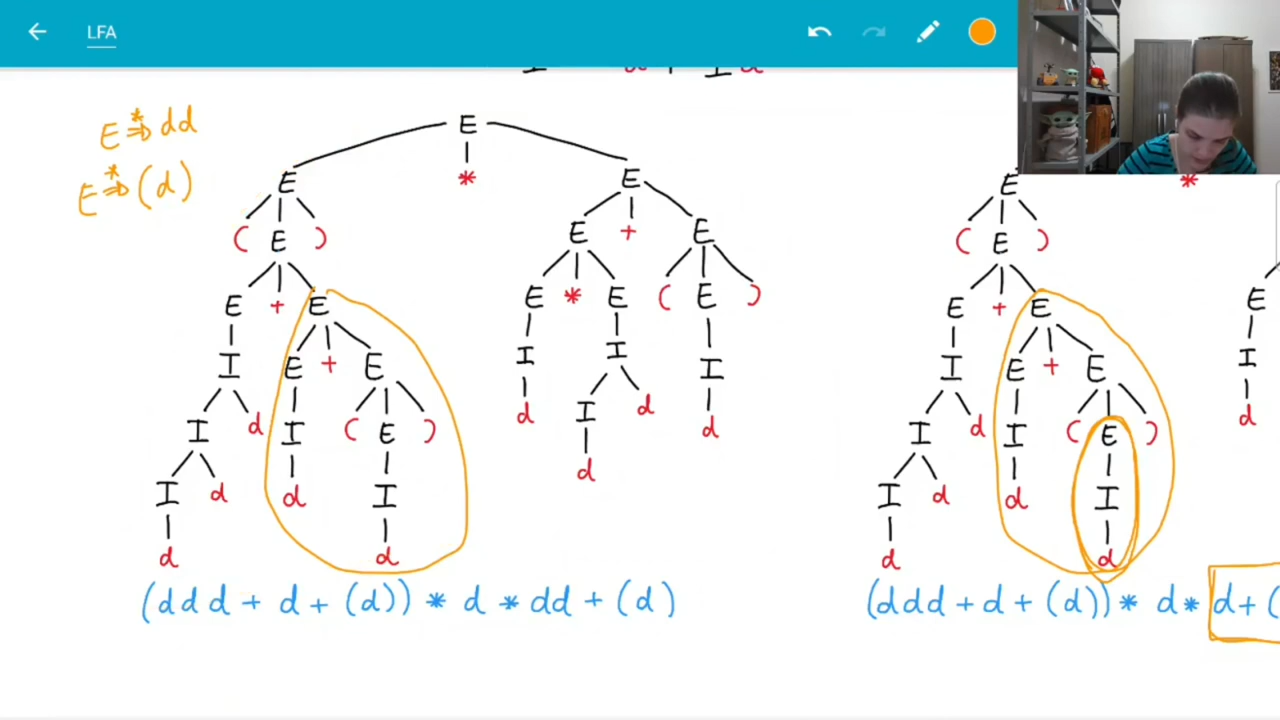 LFA
I d d | I d
E ⇒* dd
E ⇒* (d)
E
E * E
( E ) E + E
E + E E * E ( E )
I E + E I I I
I d I ( E ) d I d d
I d d I d
d d
(ddd + d + (d)) * d * dd + (d)
E *
( E )
E + E E
I E + E I
I d I ( E ) d
I d d I
d d
(ddd + d + (d)) * d * d + (